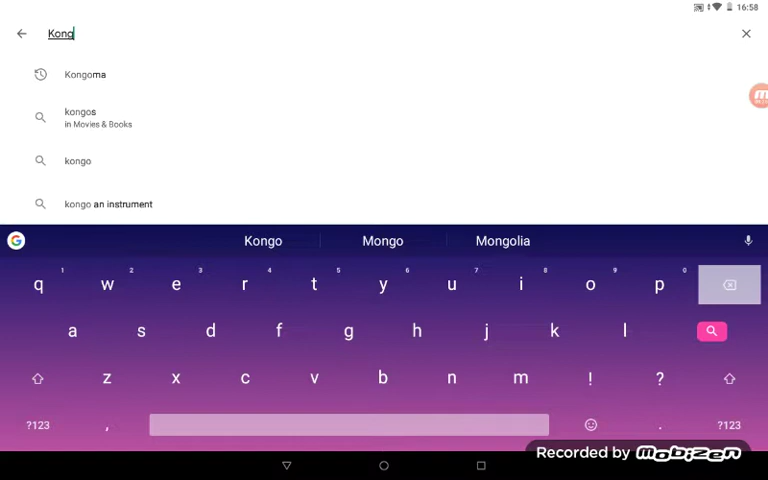 16:58
Kong
Kongoma
kongos
in Movies & Books
kongo
kongo an instrument
G Kongo Mongo Mongolia
1 2 3 4 5 6 7 8 9 0
q w e r t y u i o p
a s d f g h j k l
z x c v b n m ! ?
?123 , . ?123
Recorded by Mobizen